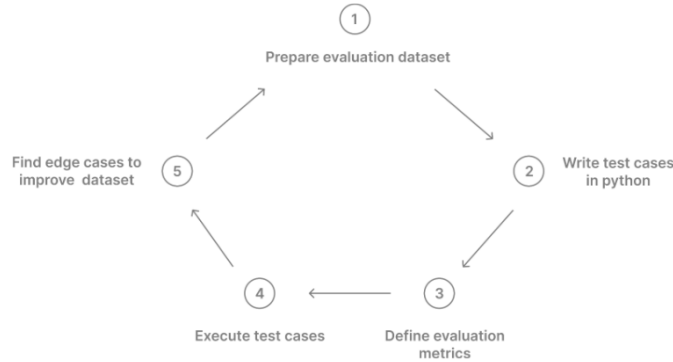 1
Prepare evaluation dataset
2
Write test cases
in python
3
Define evaluation
metrics
4
Execute test cases
5
Find edge cases to
improve dataset